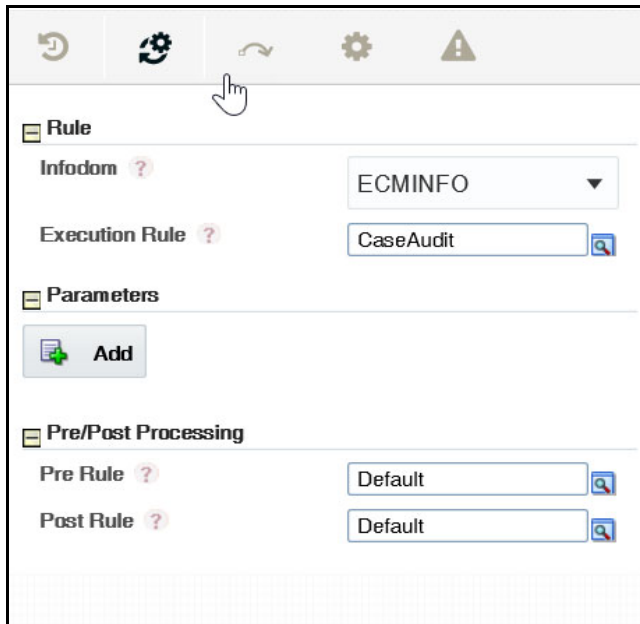 Rule
Infodom ?
ECMINFO
Execution Rule ?
CaseAudit
Parameters
Add
Pre/Post Processing
Pre Rule ?
Default
Post Rule ?
Default